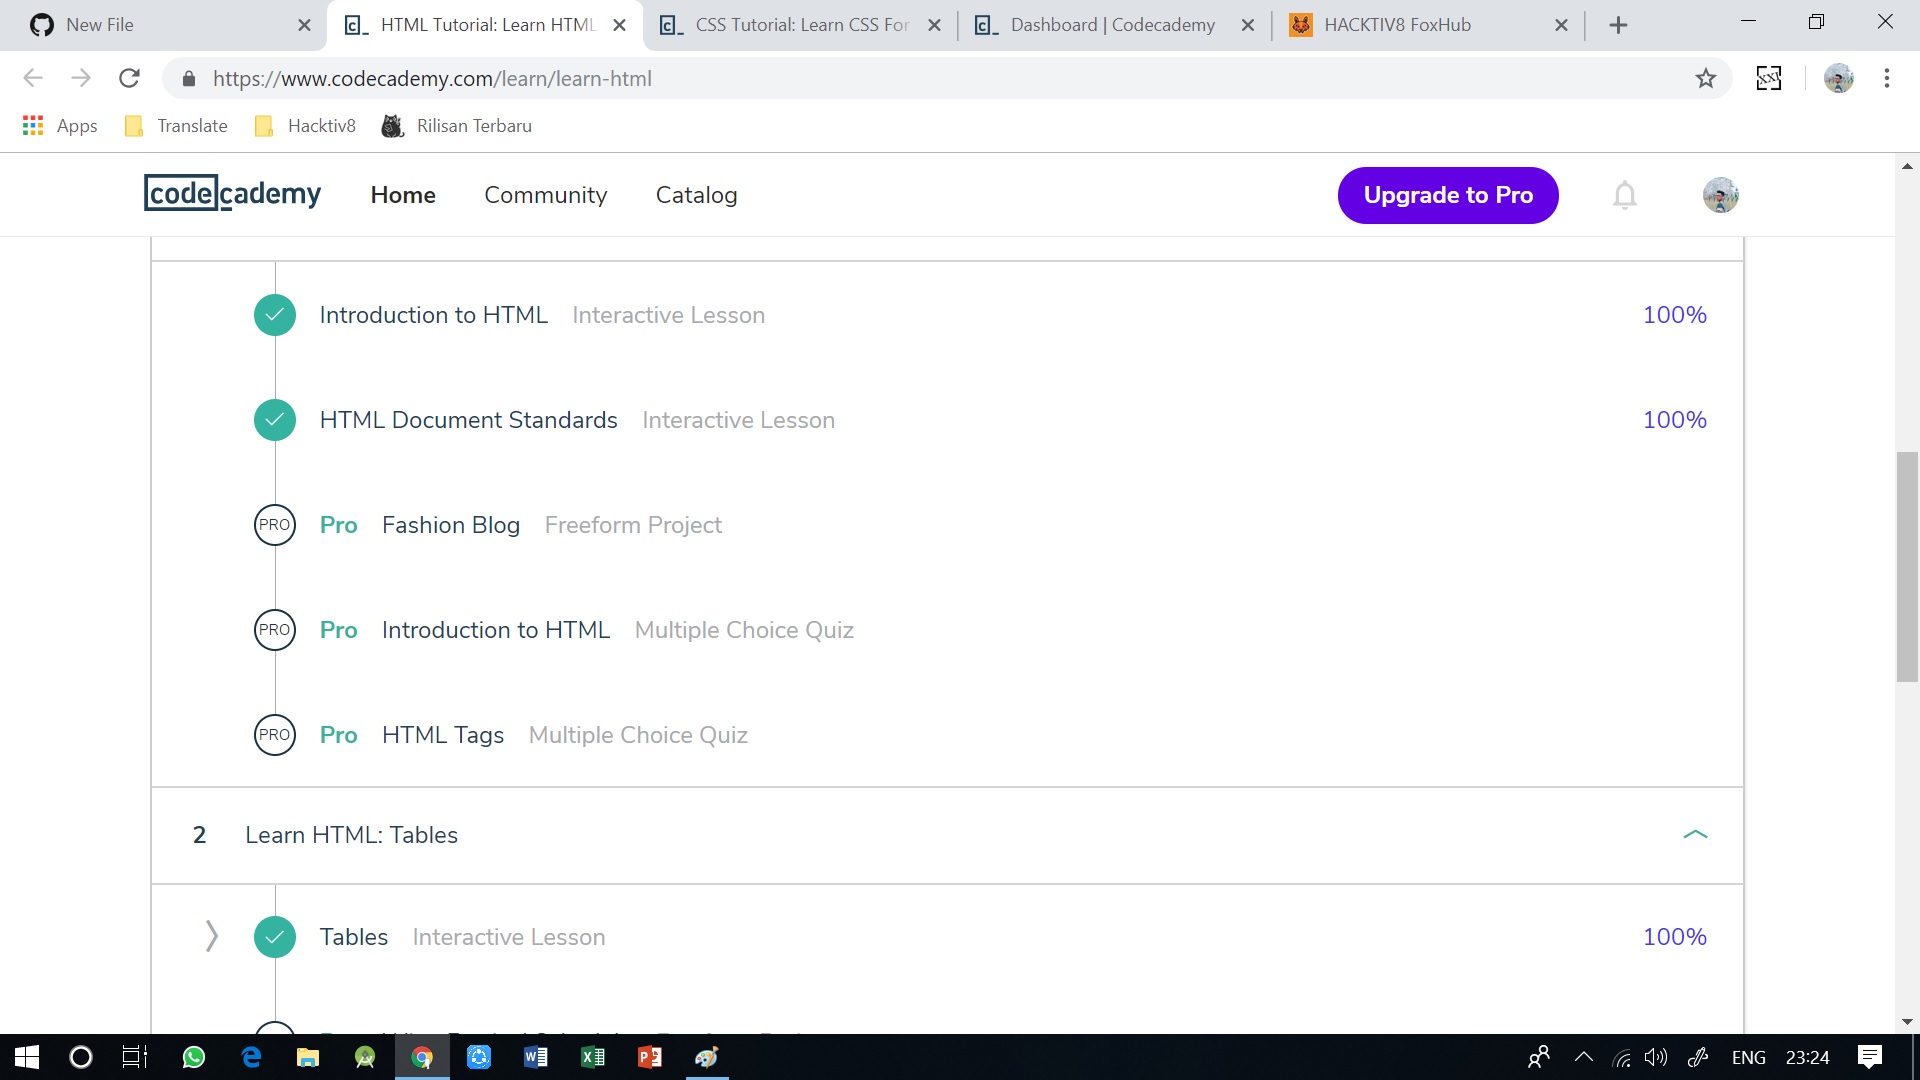 New File
HTML Tutorial: Learn HTML
CSS Tutorial: Learn CSS For
Dashboard | Codecademy
HACKTIV8 FoxHub
https://www.codecademy.com/learn/learn-html
Apps Translate Hacktiv8 Rilisan Terbaru
codecademy Home Community Catalog Upgrade to Pro
Introduction to HTML Interactive Lesson 100%
HTML Document Standards Interactive Lesson 100%
PRO Pro Fashion Blog Freeform Project
PRO Pro Introduction to HTML Multiple Choice Quiz
PRO Pro HTML Tags Multiple Choice Quiz
2 Learn HTML: Tables
Tables Interactive Lesson 100%
ENG 23:24